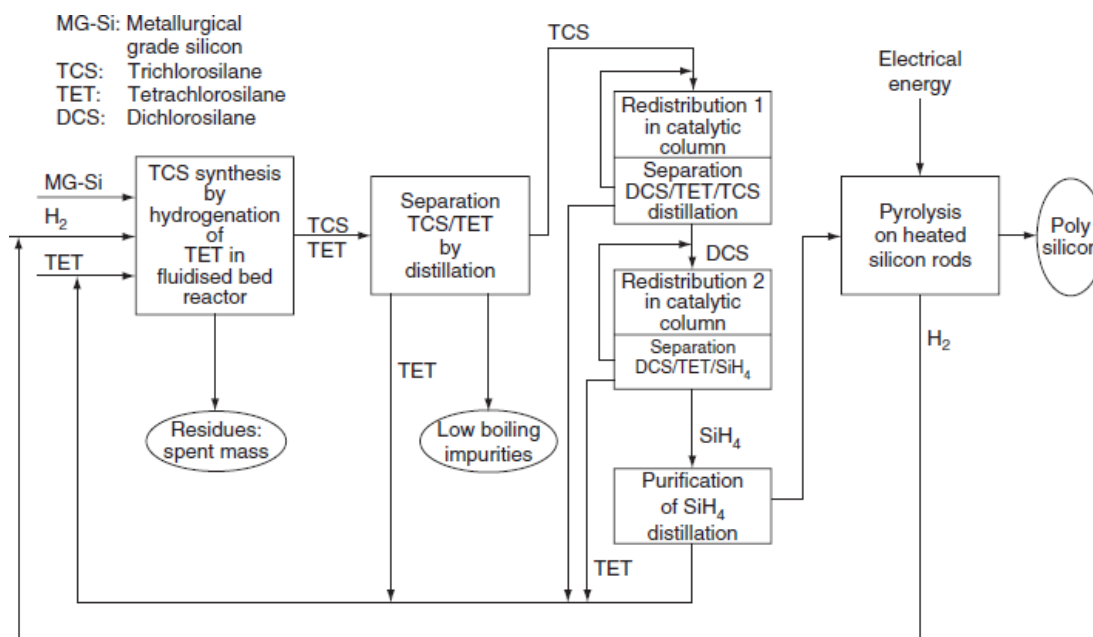 MG-Si: Metallurgical
grade silicon
TCS: Trichlorosilane
TET: Tetrachlorosilane
DCS: Dichlorosilane
MG-Si
H₂
TET
TCS synthesis
by
hydrogenation
of
TET in
fluidised bed
reactor
TCS
TET
Residues:
spent mass
Separation
TCS/TET
by
distillation
TET
Low boiling
impurities
TCS
Redistribution 1
in catalytic
column
Separation
DCS/TET/TCS
distillation
DCS
Redistribution 2
in catalytic
column
Separation
DCS/TET/SiH₄
SiH₄
Purification
of SiH₄
distillation
TET
Electrical
energy
Pyrolysis
on heated
silicon rods
Poly
silicon
H₂